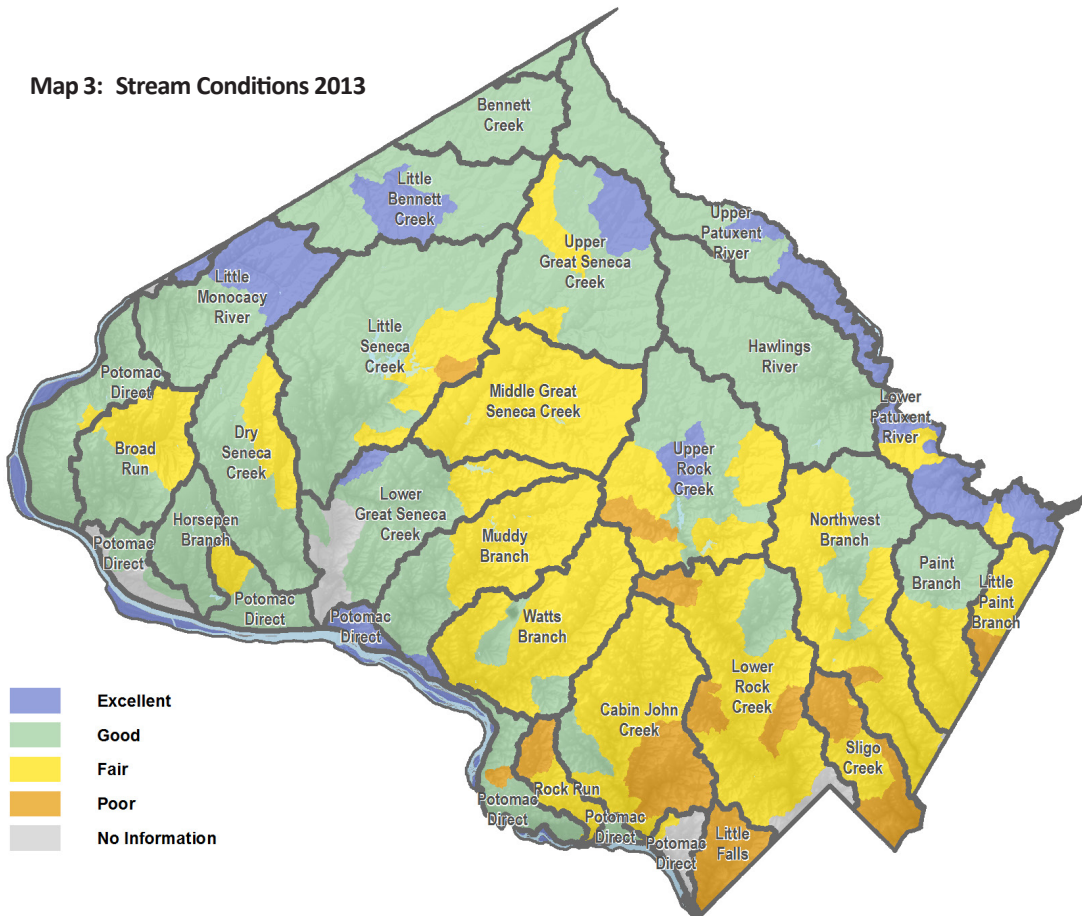 Map 3: Stream Conditions 2013
Bennett
Creek
Little
Bennett
Creek
Upper
Patuxent
River
Upper
Great Seneca
Creek
Little
Monocacy
River
Little
Seneca
Creek
Hawlings
River
Potomac
Direct
Middle Great
Seneca Creek
Lower
Patuxent
River
Broad
Run
Dry
Seneca
Creek
Upper
Rock
Creek
Lower
Great Seneca
Creek
Horsepen
Branch
Northwest
Branch
Muddy
Branch
Potomac
Direct
Paint
Branch
Little
Paint
Branch
Potomac
Direct
Potomac
Direct
Watts
Branch
Lower
Rock
Creek
Cabin John
Creek
Sligo
Creek
Rock Run
Potomac
Direct
Potomac
Direct
Potomac
Direct
Little
Falls
Excellent
Good
Fair
Poor
No Information